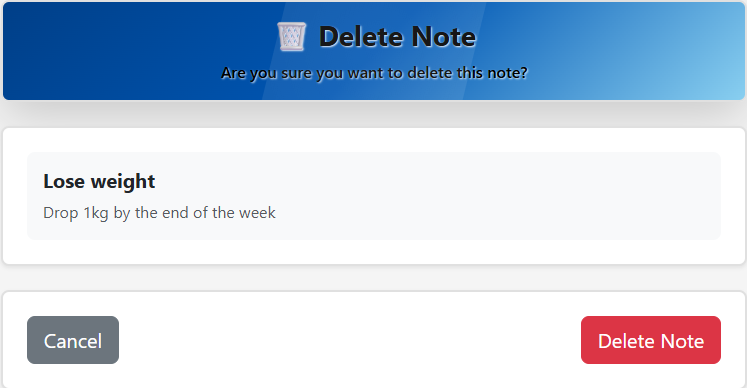 Delete Note
Are you sure you want to delete this note?
Lose weight
Drop 1kg by the end of the week
Cancel
Delete Note